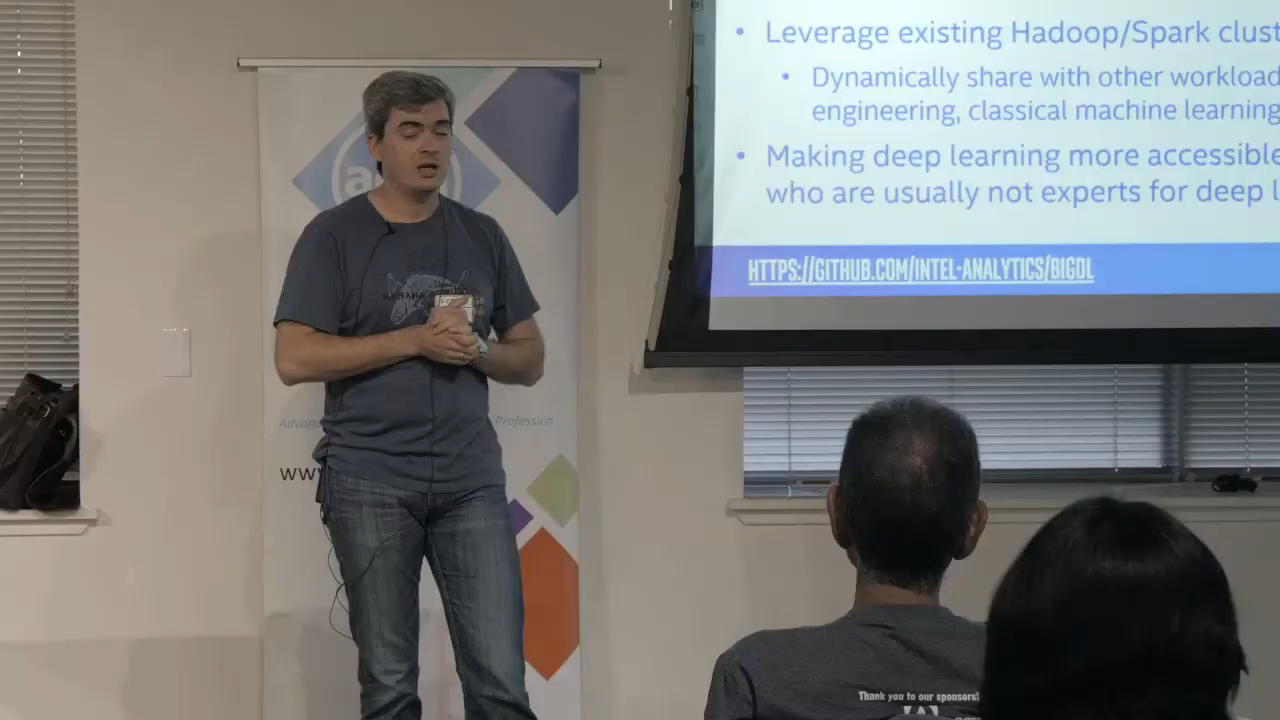 Leverage existing Hadoop/Spark clust
Dynamically share with other workload
engineering, classical machine learning
Making deep learning more accessible
who are usually not experts for deep l
HTTPS://GITHUB.COM/INTEL-ANALYTICS/BIGDL
a
Advan Profession
www
Thank you to our sponsors!